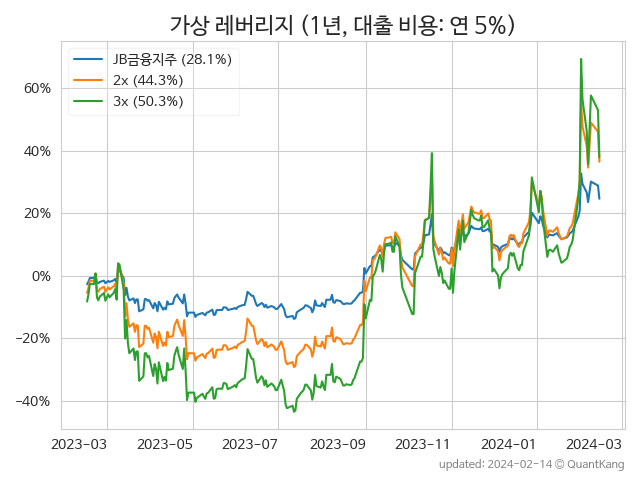 가상 레버리지 (1년, 대출 비용: 연 5%)
JB금융지주 (28.1%)
2x (44.3%)
3x (50.3%)
60%
40%
20%
0%
−20%
−40%
2023-03 2023-05 2023-07 2023-09 2023-11 2024-01 2024-03
updated: 2024-02-14 © QuantKang